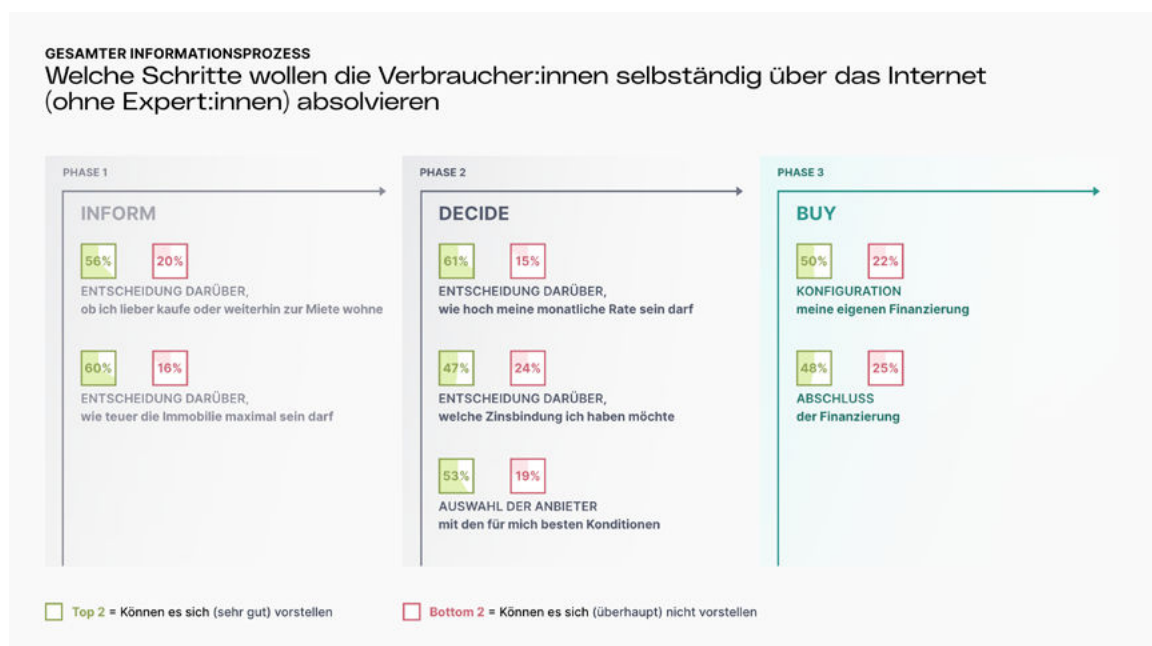 GESAMTER INFORMATIONSPROZESS
Welche Schritte wollen die Verbraucher:innen selbständig über das Internet
(ohne Expert:innen) absolvieren
PHASE 1
INFORM
56% 20%
ENTSCHEIDUNG DARÜBER,
ob ich lieber kaufe oder weiterhin zur Miete wohne
60% 16%
ENTSCHEIDUNG DARÜBER,
wie teuer die Immobilie maximal sein darf
PHASE 2
DECIDE
61% 15%
ENTSCHEIDUNG DARÜBER,
wie hoch meine monatliche Rate sein darf
47% 24%
ENTSCHEIDUNG DARÜBER,
welche Zinsbindung ich haben möchte
53% 19%
AUSWAHL DER ANBIETER
mit den für mich besten Konditionen
PHASE 3
BUY
50% 22%
KONFIGURATION
meine eigenen Finanzierung
48% 25%
ABSCHLUSS
der Finanzierung
Top 2 = Können es sich (sehr gut) vorstellen
Bottom 2 = Können es sich (überhaupt) nicht vorstellen